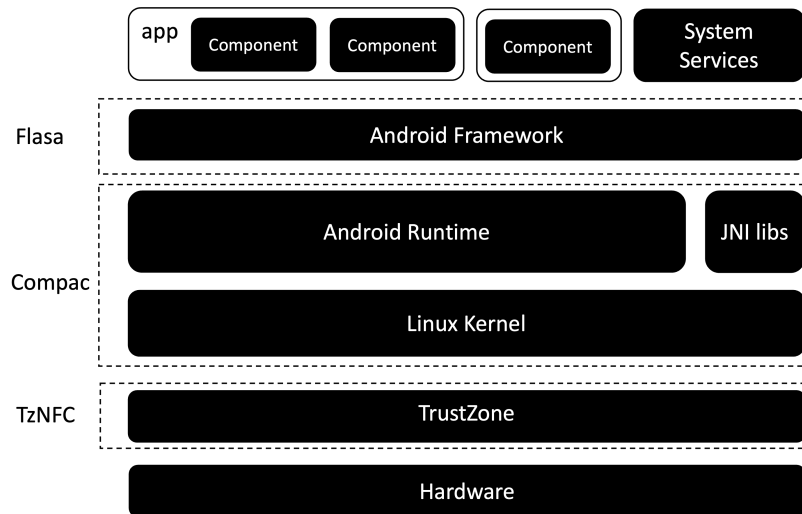 app
Component
Component
Component
System
Services
Flasa
Android Framework
Android Runtime
JNI libs
Compac
Linux Kernel
TzNFC
TrustZone
Hardware